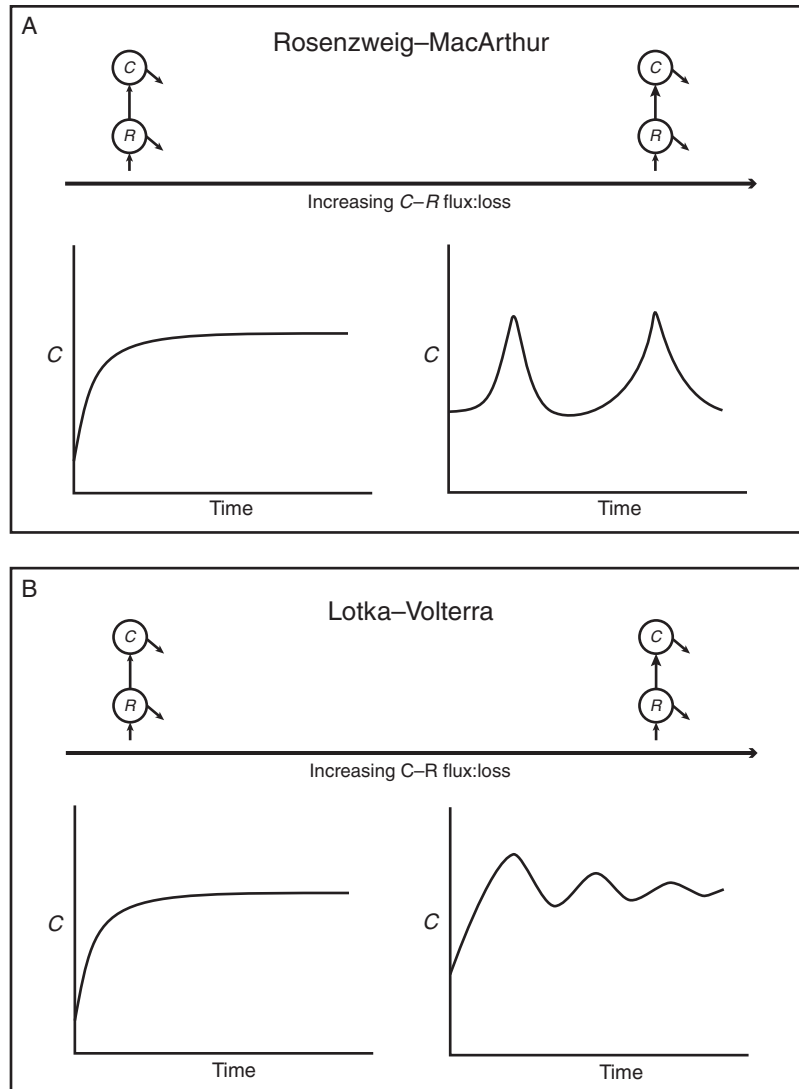 A
Rosenzweig–MacArthur
C
C
R
R
Increasing C–R flux:loss
C
C
Time
Time
B
Lotka–Volterra
C
C
R
R
Increasing C–R flux:loss
C
C
Time
Time